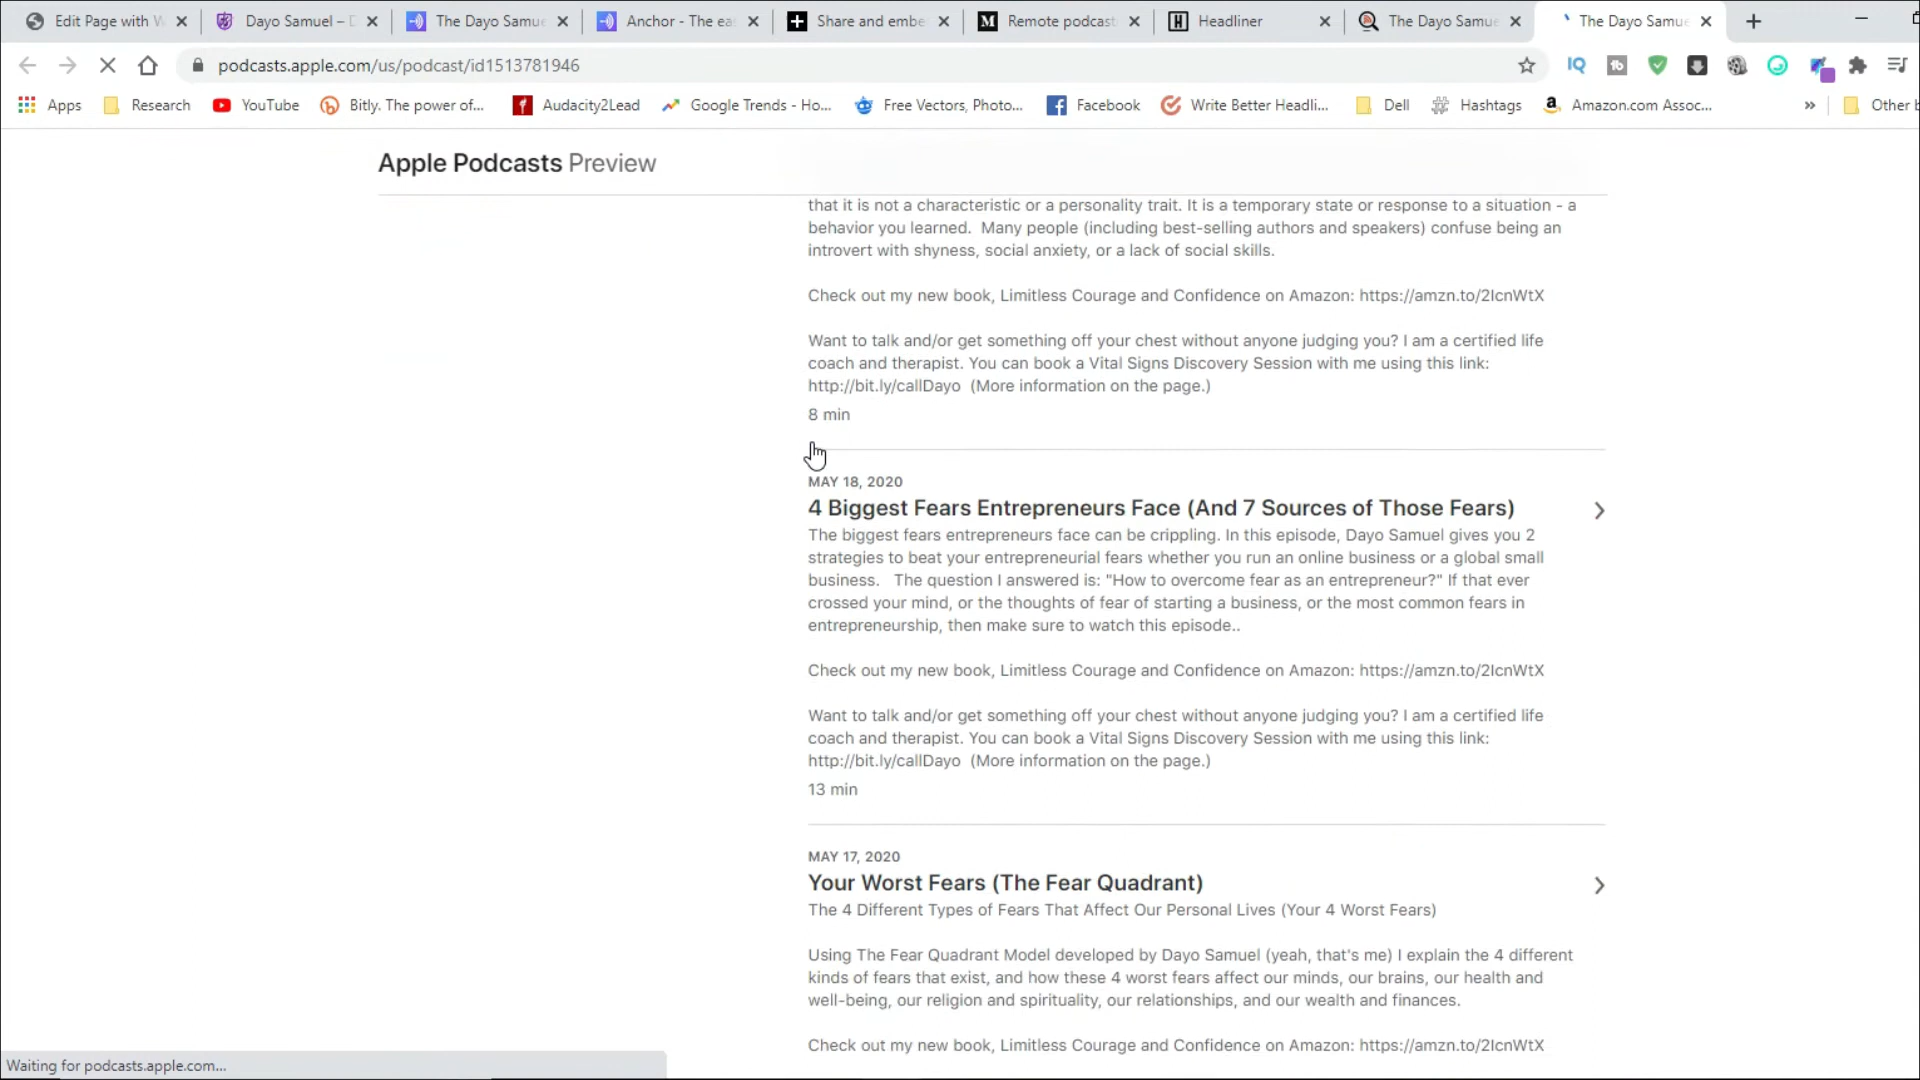 Edit Page with W
Dayo Samuel – D
The Dayo Samue
Anchor - The ea
Share and embe
Remote podcast
Headliner
The Dayo Samue
The Dayo Samue
podcasts.apple.com/us/podcast/id1513781946
Apps
Research
YouTube
Bitly. The power of...
Audacity2Lead
Google Trends - Ho...
Free Vectors, Photo...
Facebook
Write Better Headli...
Dell
Hashtags
Amazon.com Assoc...
»
Other b
Apple Podcasts Preview
that it is not a characteristic or a personality trait. It is a temporary state or response to a situation - a
behavior you learned.  Many people (including best-selling authors and speakers) confuse being an
introvert with shyness, social anxiety, or a lack of social skills.
Check out my new book, Limitless Courage and Confidence on Amazon: https://amzn.to/2IcnWtX
Want to talk and/or get something off your chest without anyone judging you? I am a certified life
coach and therapist. You can book a Vital Signs Discovery Session with me using this link:
http://bit.ly/callDayo  (More information on the page.)
8 min
MAY 18, 2020
4 Biggest Fears Entrepreneurs Face (And 7 Sources of Those Fears)
The biggest fears entrepreneurs face can be crippling. In this episode, Dayo Samuel gives you 2
strategies to beat your entrepreneurial fears whether you run an online business or a global small
business.   The question I answered is: "How to overcome fear as an entrepreneur?" If that ever
crossed your mind, or the thoughts of fear of starting a business, or the most common fears in
entrepreneurship, then make sure to watch this episode..
Check out my new book, Limitless Courage and Confidence on Amazon: https://amzn.to/2IcnWtX
Want to talk and/or get something off your chest without anyone judging you? I am a certified life
coach and therapist. You can book a Vital Signs Discovery Session with me using this link:
http://bit.ly/callDayo  (More information on the page.)
13 min
MAY 17, 2020
Your Worst Fears (The Fear Quadrant)
The 4 Different Types of Fears That Affect Our Personal Lives (Your 4 Worst Fears)
Using The Fear Quadrant Model developed by Dayo Samuel (yeah, that's me) I explain the 4 different
kinds of fears that exist, and how these 4 worst fears affect our minds, our brains, our health and
well-being, our religion and spirituality, our relationships, and our wealth and finances.
Check out my new book, Limitless Courage and Confidence on Amazon: https://amzn.to/2IcnWtX
Waiting for podcasts.apple.com...